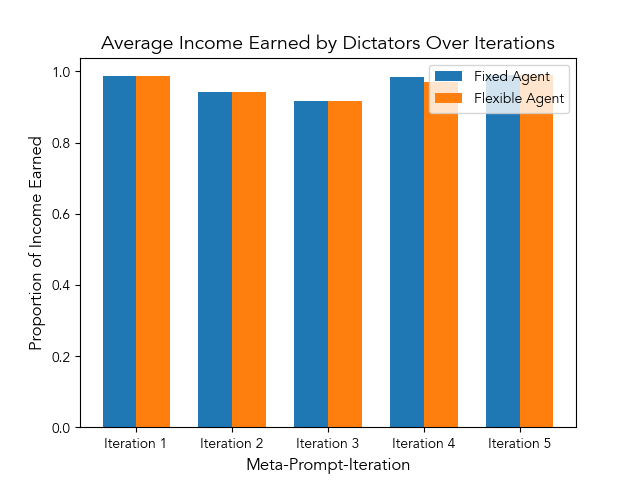 Average Income Earned by Dictators Over Iterations
Fixed Agent
Flexible Agent
1.0
0.8
0.6
0.4
0.2
0.0
Proportion of Income Earned
Iteration 1
Iteration 2
Iteration 3
Iteration 4
Iteration 5
Meta-Prompt-Iteration